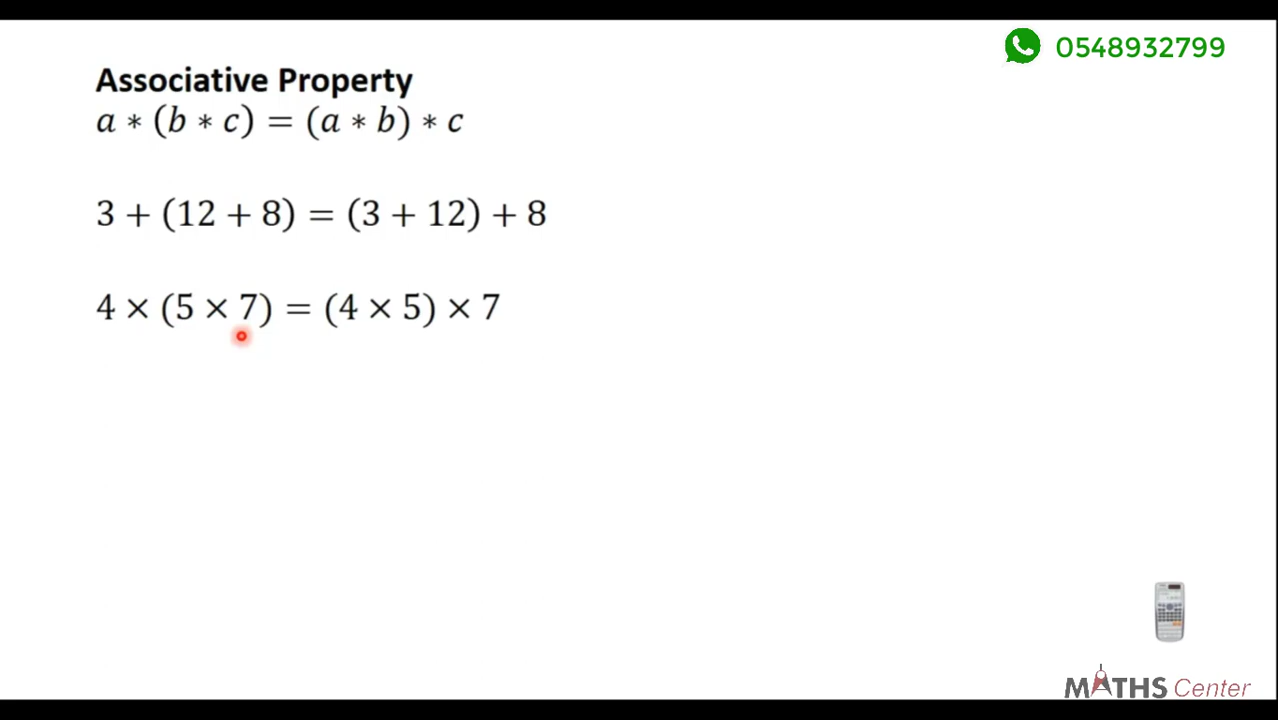 0548932799
Associative Property
a ∗ (b ∗ c) = (a ∗ b) ∗ c
3 + (12 + 8) = (3 + 12) + 8
4 × (5 × 7) = (4 × 5) × 7
MATHS Center